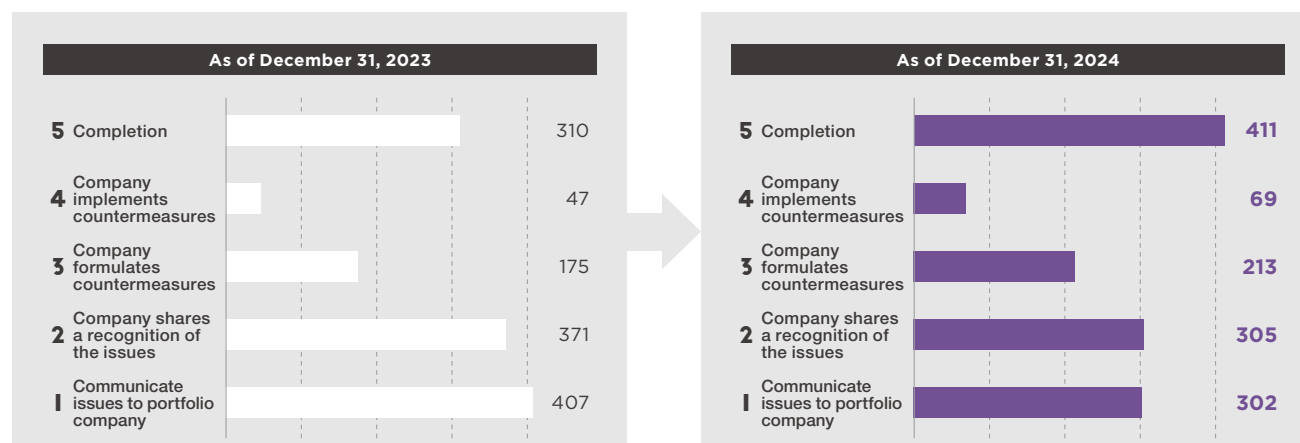 As of December 31, 2023
5 Completion 310
4 Company
implements
countermeasures 47
3 Company
formulates
countermeasures 175
2 Company shares
a recognition of
the issues 371
1 Communicate
issues to portfolio
company 407
As of December 31, 2024
5 Completion 411
4 Company
implements
countermeasures 69
3 Company
formulates
countermeasures 213
2 Company shares
a recognition of
the issues 305
1 Communicate
issues to portfolio
company 302